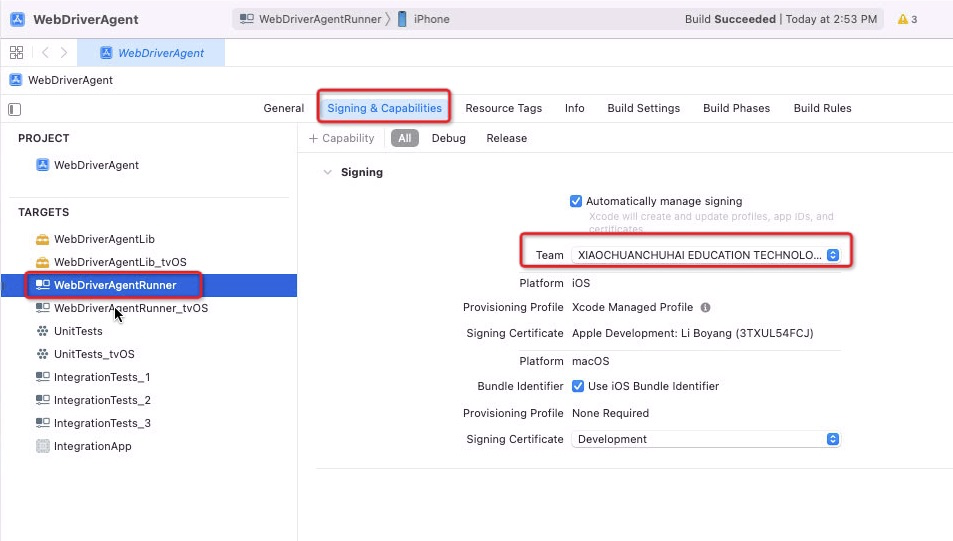 WebDriverAgent
WebDriverAgentRunner 〉 iPhone
Build Succeeded | Today at 2:53 PM
3
WebDriverAgent
WebDriverAgent
General
Signing & Capabilities
Resource Tags
Info
Build Settings
Build Phases
Build Rules
PROJECT
WebDriverAgent
TARGETS
WebDriverAgentLib
WebDriverAgentLib_tvOS
WebDriverAgentRunner
WebDriverAgentRunner_tvOS
UnitTests
UnitTests_tvOS
IntegrationTests_1
IntegrationTests_2
IntegrationTests_3
IntegrationApp
+ Capability
All
Debug
Release
Signing
Automatically manage signing
Xcode will create and update profiles, app IDs, and
certificates.
Team XIAOCHUANCHUHAI EDUCATION TECHNOLO...
Platform iOS
Provisioning Profile Xcode Managed Profile
Signing Certificate Apple Development: Li Boyang (3TXUL54FCJ)
Platform macOS
Bundle Identifier Use iOS Bundle Identifier
Provisioning Profile None Required
Signing Certificate Development